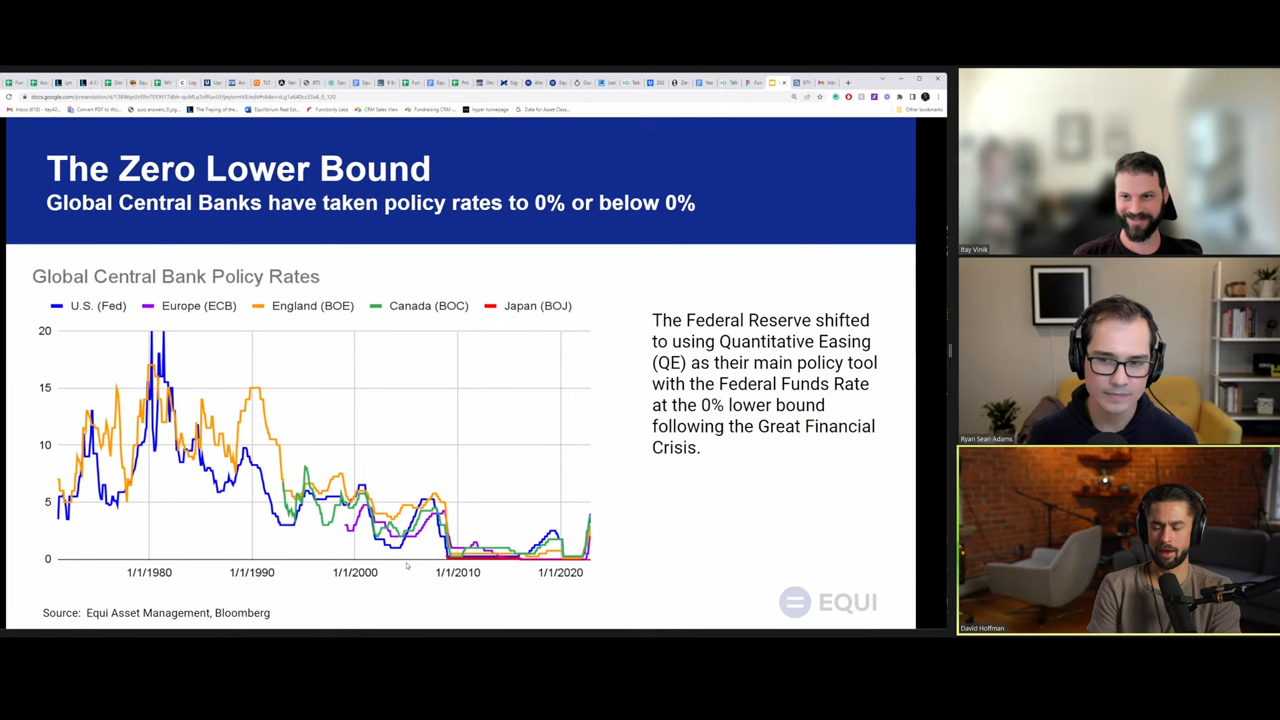 Other bookmarks
The Zero Lower Bound
Global Central Banks have taken policy rates to 0% or below 0%
Global Central Bank Policy Rates
U.S. (Fed) Europe (ECB) England (BOE) Canada (BOC) Japan (BOJ)
20
15
10
5
0
1/1/1980 1/1/1990 1/1/2000 1/1/2010 1/1/2020
The Federal Reserve shifted
to using Quantitative Easing
(QE) as their main policy tool
with the Federal Funds Rate
at the 0% lower bound
following the Great Financial
Crisis.
Source: Equi Asset Management, Bloomberg
EQUI
Itay Vinik
Ryan Sean Adams
David Hoffman